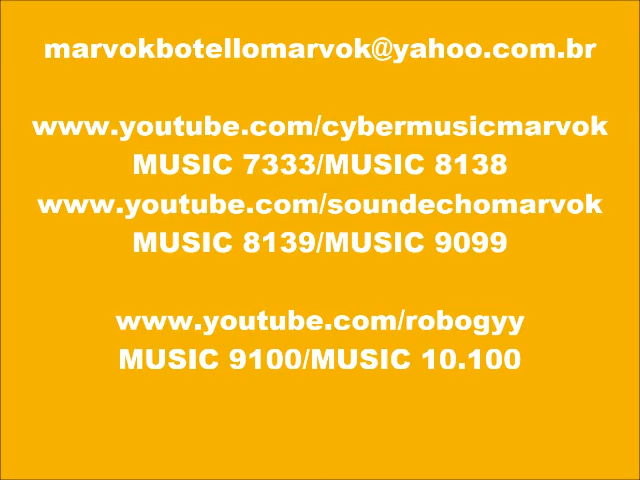 marvokbotellomarvok@yahoo.com.br
www.youtube.com/cybermusicmarvok
MUSIC 7333/MUSIC 8138
www.youtube.com/soundechomarvok
MUSIC 8139/MUSIC 9099
www.youtube.com/robogyy
MUSIC 9100/MUSIC 10.100